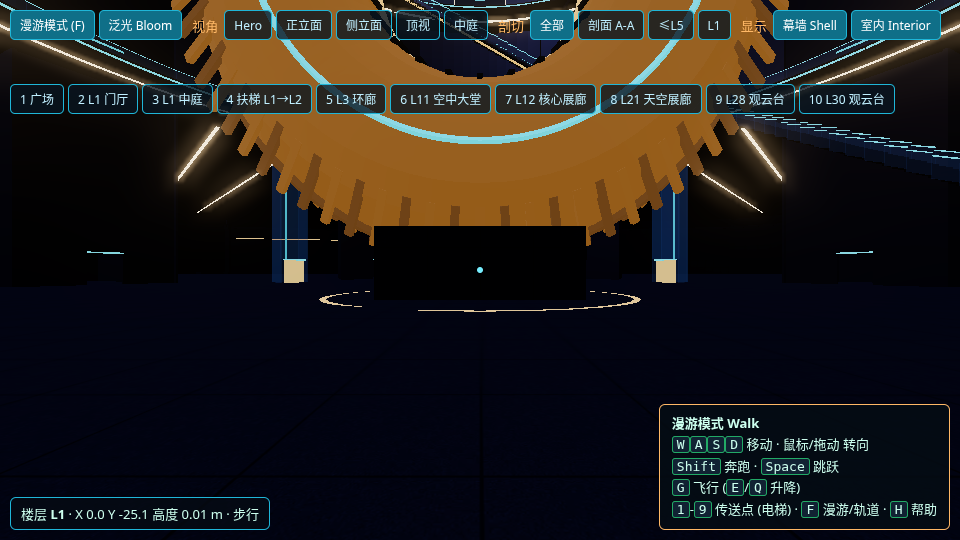 漫游模式 (F) 泛光 Bloom 视角 Hero 正立面 侧立面 顶视 中庭 剖切 全部 剖面 A-A ≤L5 L1 显示 幕墙 Shell 室内 Interior
1 广场 2 L1 门厅 3 L1 中庭 4 扶梯 L1→L2 5 L3 环廊 6 L11 空中大堂 7 L12 核心展廊 8 L21 天空展廊 9 L28 观云台 10 L30 观云台
漫游模式 Walk
W A S D 移动 · 鼠标/拖动 转向
Shift 奔跑 · Space 跳跃
G 飞行 (E/Q 升降)
1-9 传送点 (电梯) · F 漫游/轨道 · H 帮助
楼层 L1 · X 0.0 Y -25.1 高度 0.01 m · 步行